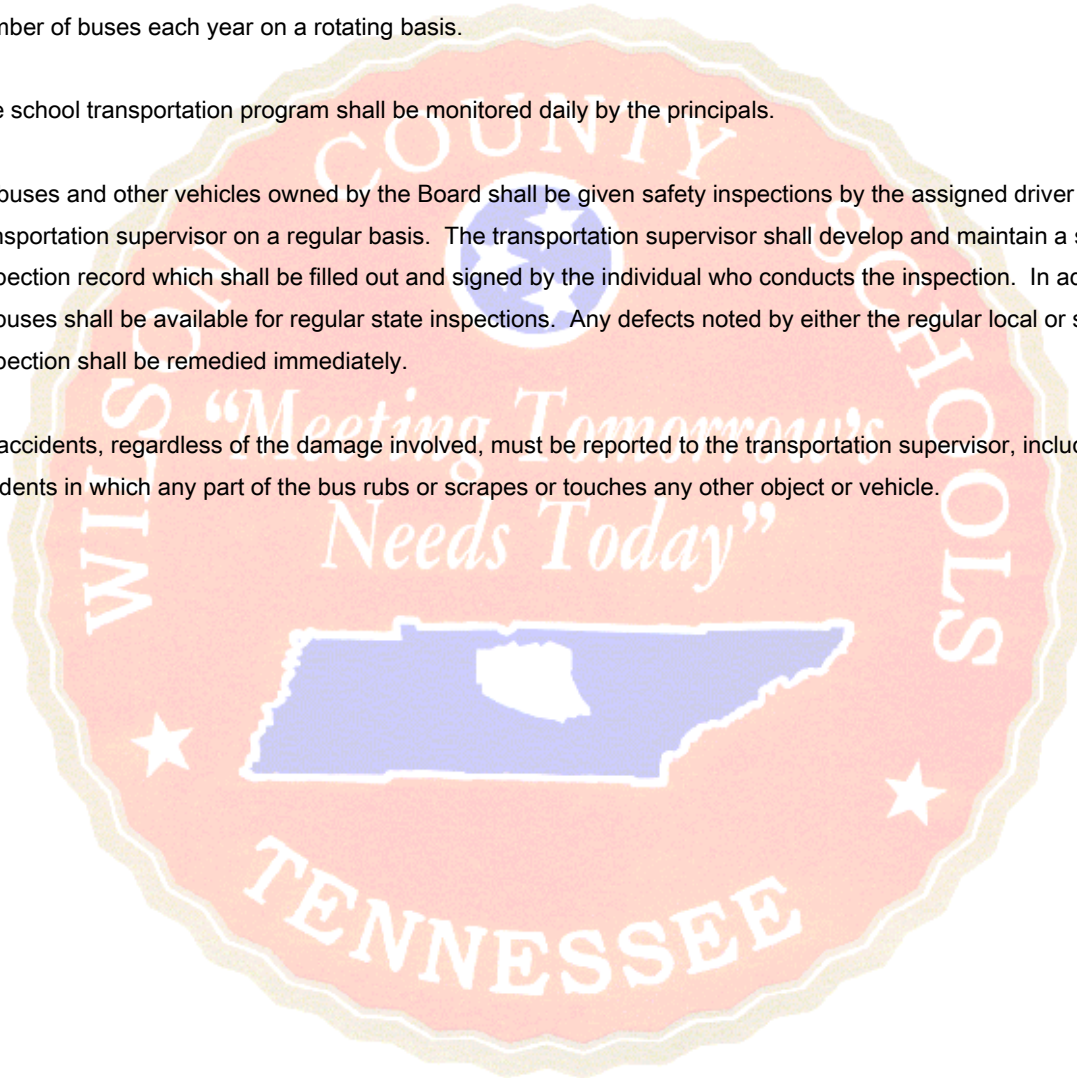 mber of buses each year on a rotating basis.
e school transportation program shall be monitored daily by the principals.
buses and other vehicles owned by the Board shall be given safety inspections by the assigned driver
nsportation supervisor on a regular basis.  The transportation supervisor shall develop and maintain a s
pection record which shall be filled out and signed by the individual who conducts the inspection.  In ac
buses shall be available for regular state inspections.  Any defects noted by either the regular local or s
pection shall be remedied immediately.
accidents, regardless of the damage involved, must be reported to the transportation supervisor, includ
idents in which any part of the bus rubs or scrapes or touches any other object or vehicle.
WILSON COUNTY SCHOOLS
“Meeting Tomorrow's
Needs Today”
TENNESSEE